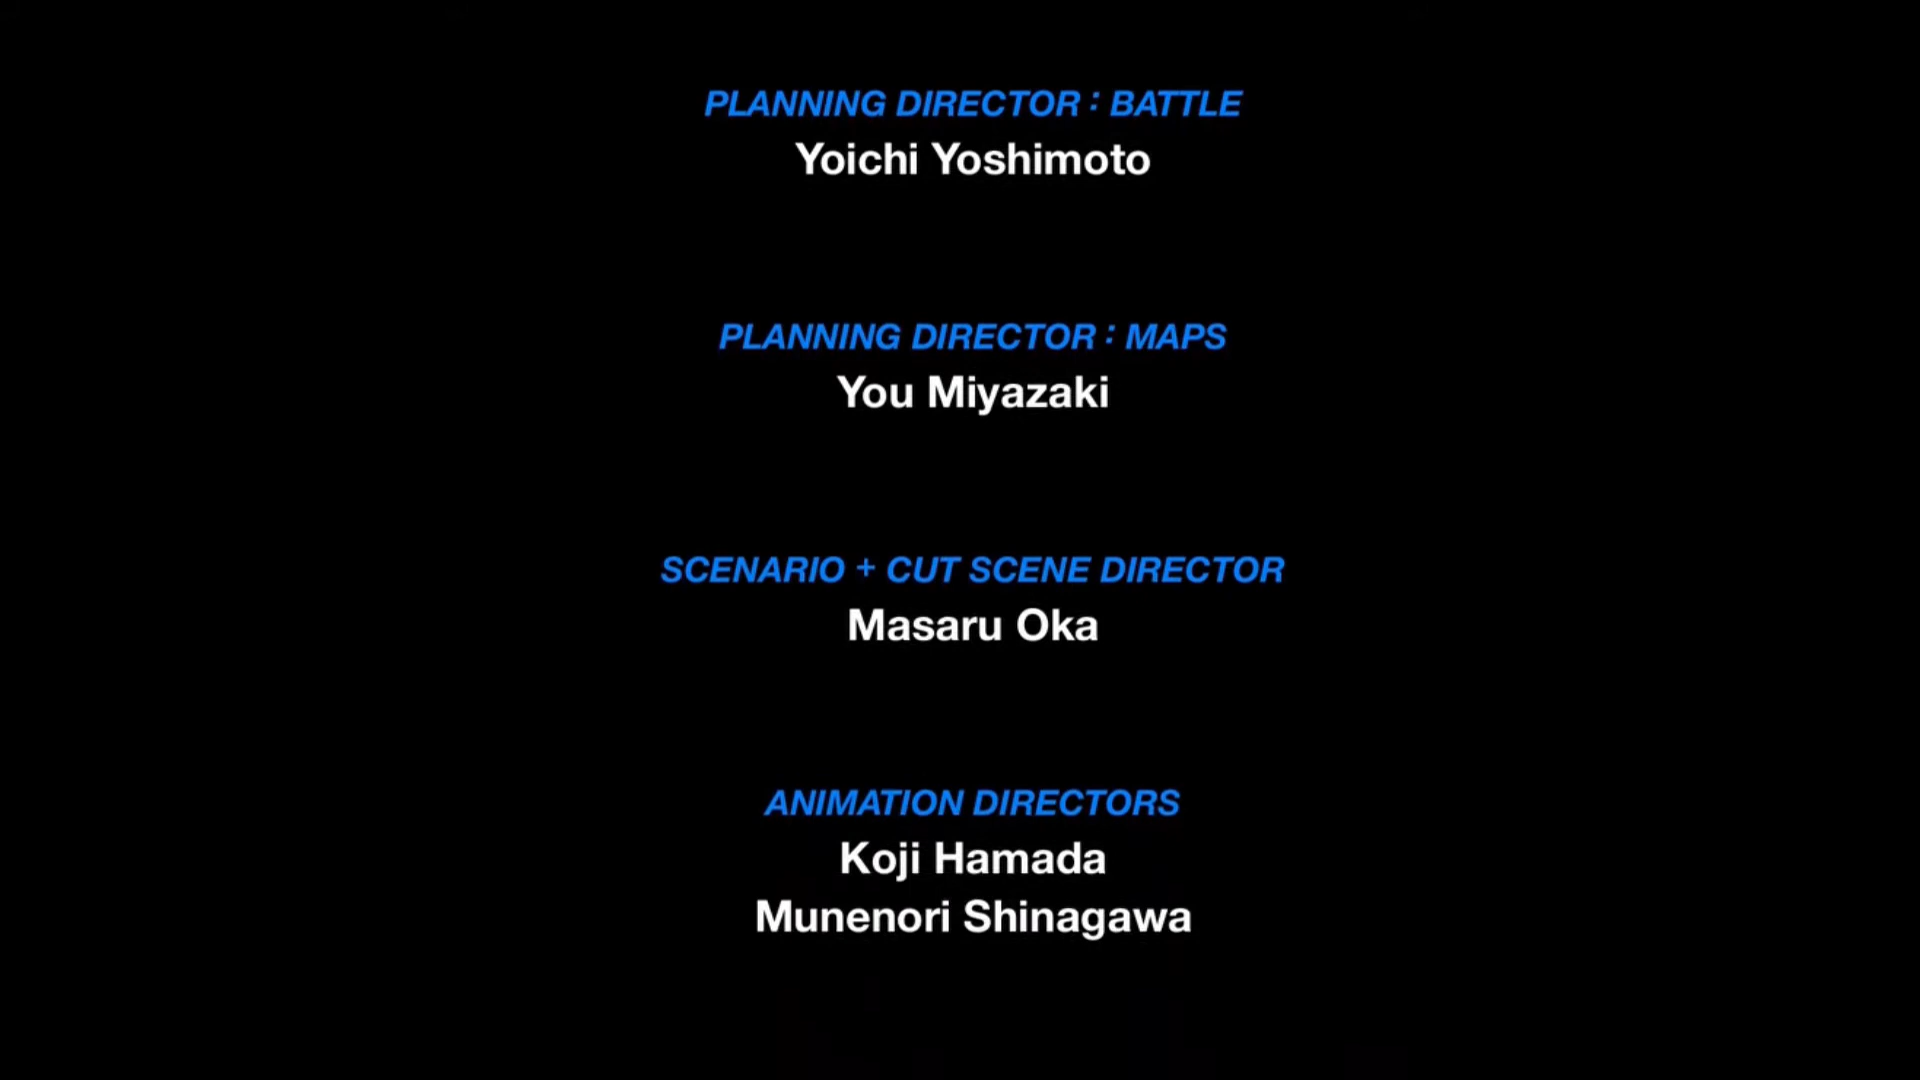 PLANNING DIRECTOR : BATTLE
Yoichi Yoshimoto
PLANNING DIRECTOR : MAPS
You Miyazaki
SCENARIO + CUT SCENE DIRECTOR
Masaru Oka
ANIMATION DIRECTORS
Koji Hamada
Munenori Shinagawa